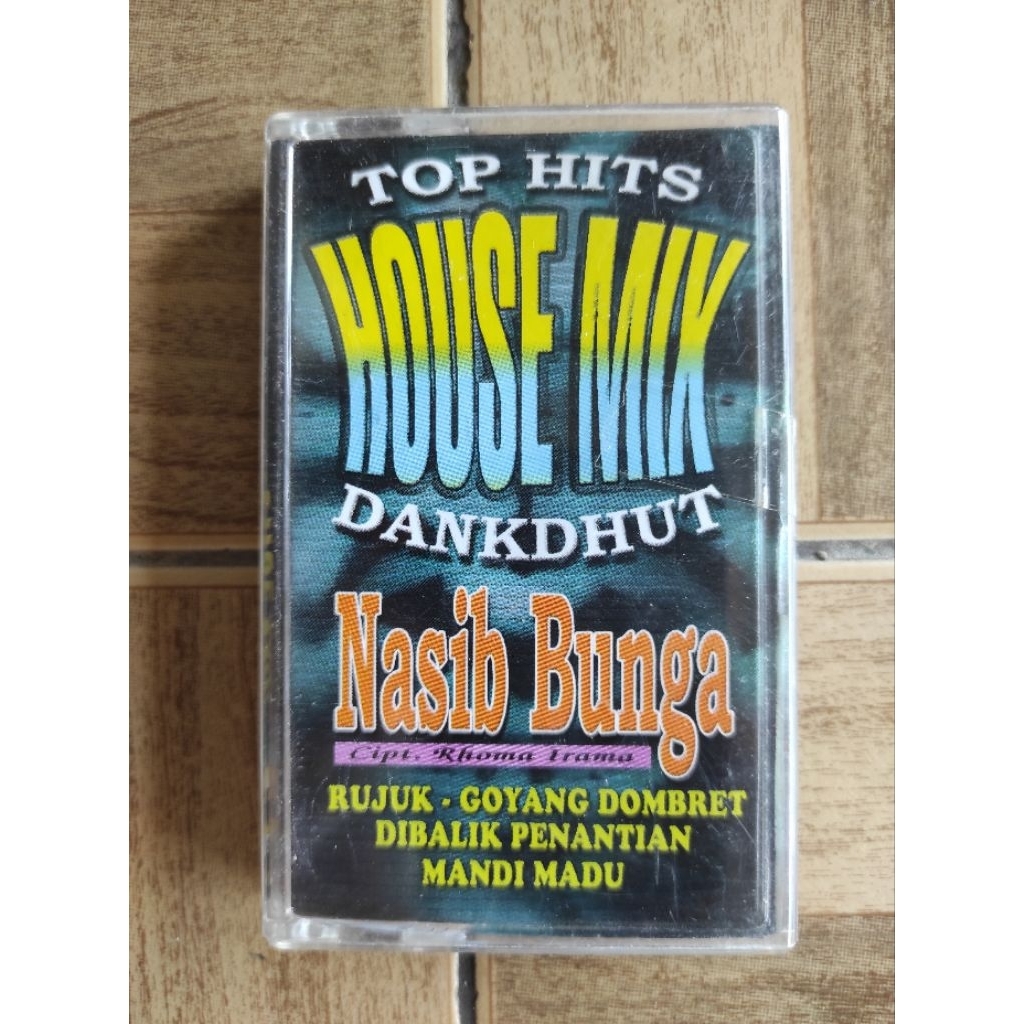 TOP HITS
HOUSE MIX
DANKDHUT
Nasib Bunga
Cipt. Rhoma Irama
RUJUK - GOYANG DOMBRET
DIBALIK PENANTIAN
MANDI MADU